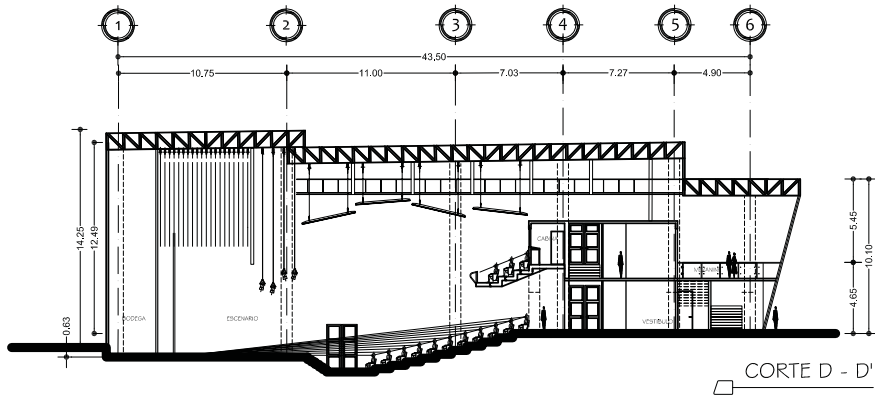 1 2 3 4 5 6
43.50
10.75 11.00 7.03 7.27 4.90
14.25
12.49
0.63
5.45
10.10
4.65
CABINA
MEZANINE
BODEGA ESCENARIO VESTIBULO
CORTE D - D'